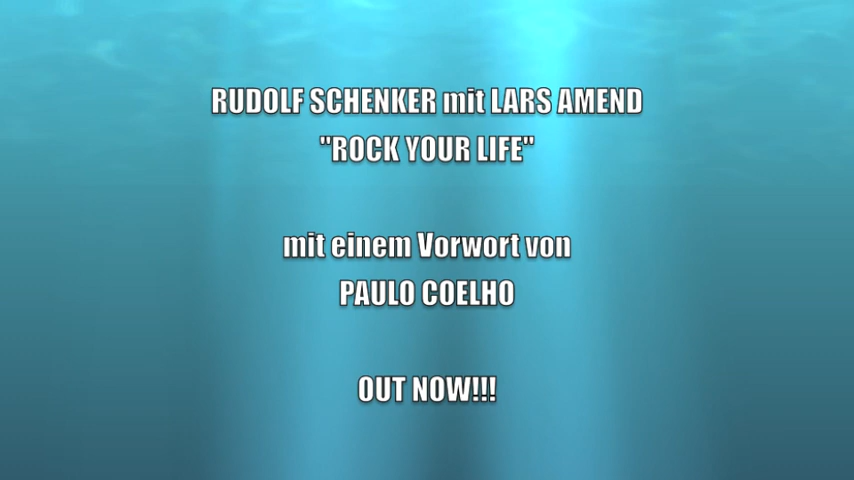 RUDOLF SCHENKER mit LARS AMEND
"ROCK YOUR LIFE"
mit einem Vorwort von
PAULO COELHO
OUT NOW!!!